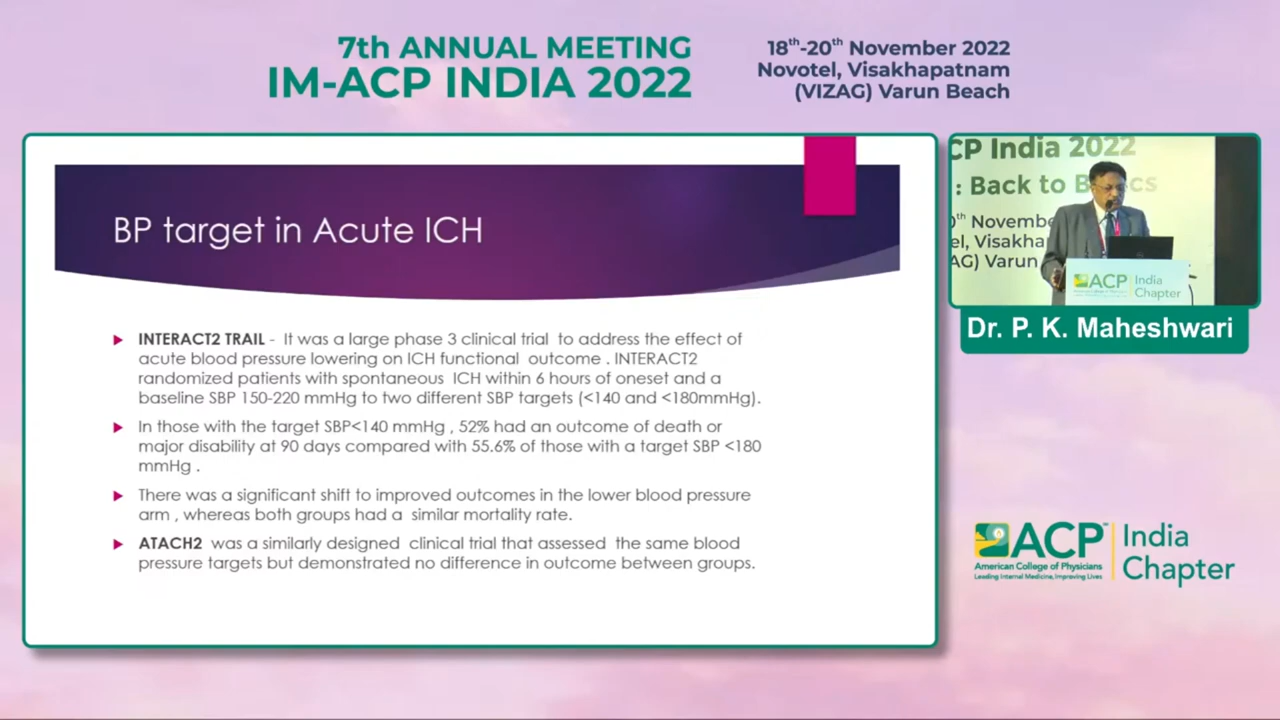 7th ANNUAL MEETING
IM-ACP INDIA 2022
18th-20th November 2022
Novotel, Visakhapatnam
(VIZAG) Varun Beach
BP target in Acute ICH
INTERACT2 TRAIL - It was a large phase 3 clinical trial to address the effect of
acute blood pressure lowering on ICH functional outcome . INTERACT2
randomized patients with spontaneous ICH within 6 hours of oneset and a
baseline SBP 150-220 mmHg to two different SBP targets (<140 and <180mmHg).
In those with the target SBP<140 mmHg , 52% had an outcome of death or
major disability at 90 days compared with 55.6% of those with a target SBP <180
mmHg .
There was a significant shift to improved outcomes in the lower blood pressure
arm , whereas both groups had a similar mortality rate.
ATACH2 was a similarly designed clinical trial that assessed the same blood
pressure targets but demonstrated no difference in outcome between groups.
CP India 2022
: Back to B cs
0th Novembe
el, Visakha
AG) Varun
ACP India
Chapter
Dr. P. K. Maheshwari
ACP India
American College of Physicians Chapter
Leading Internal Medicine, Improving Lives